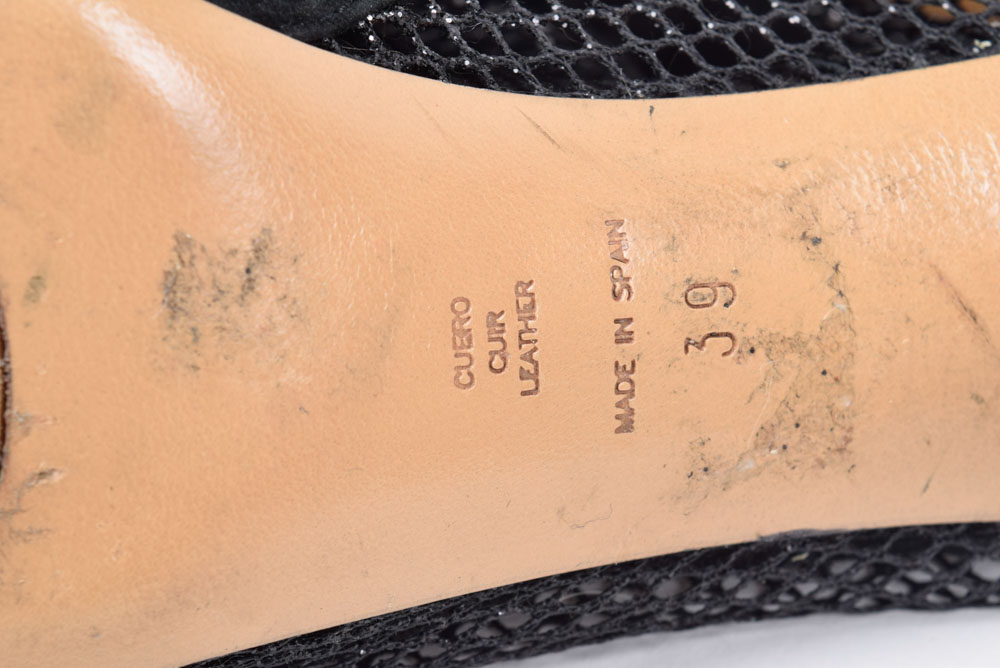 CUERO
CUIR
LEATHER
MADE IN SPAIN
39